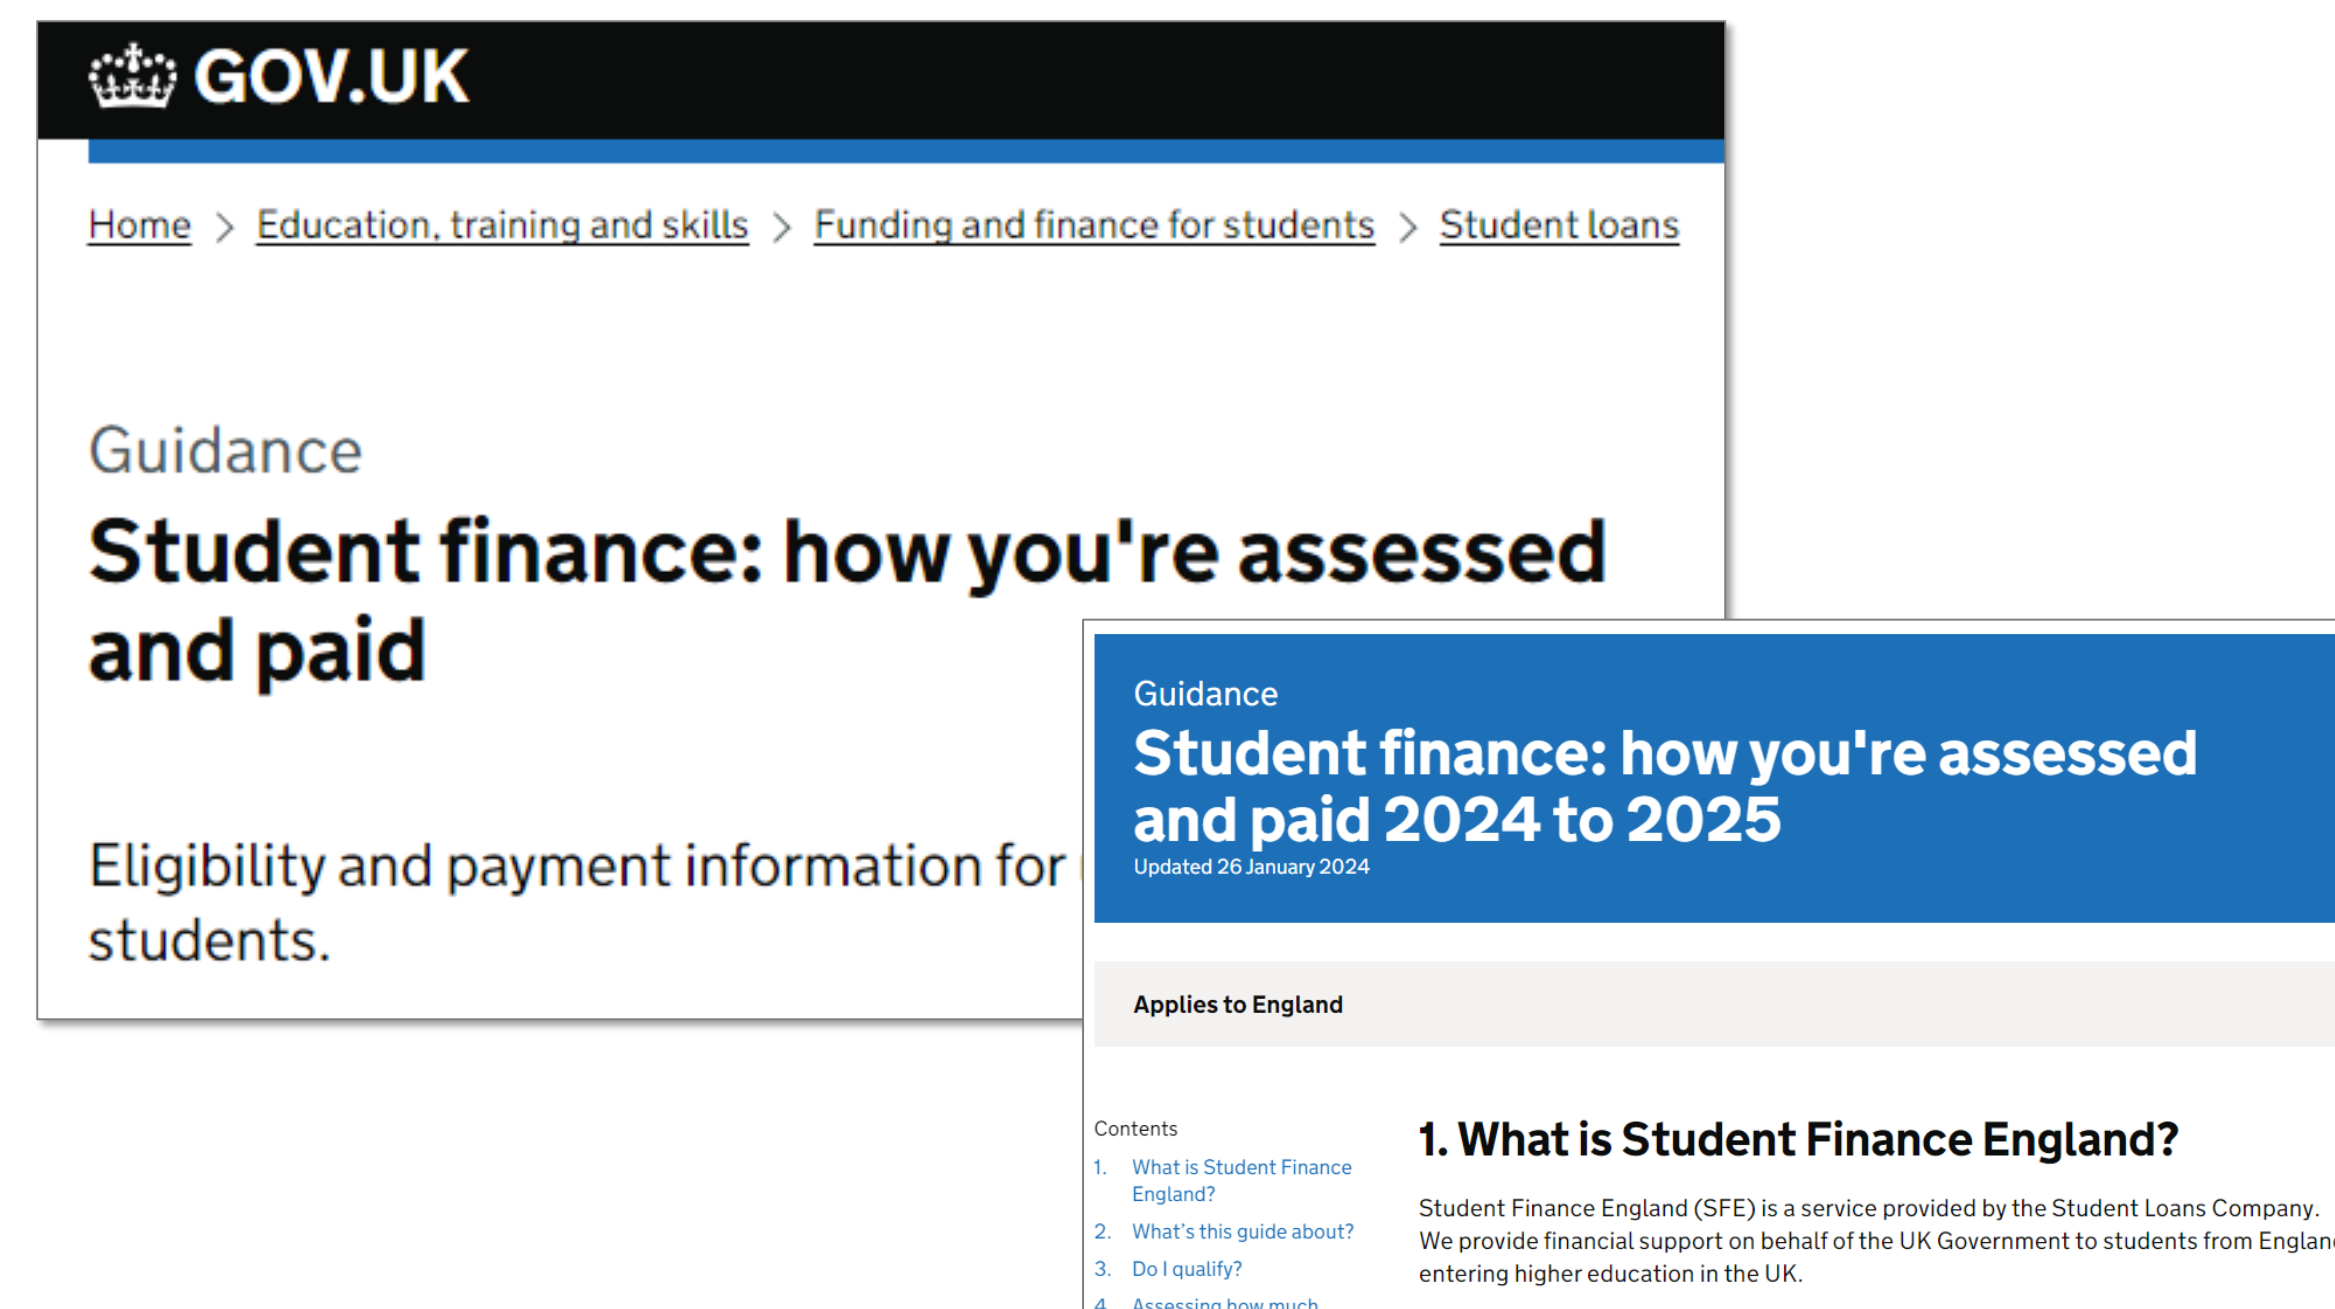 GOV.UK
Home > Education, training and skills > Funding and finance for students > Student loans
Guidance
Student finance: how you're assessed
and paid
Eligibility and payment information for
students.
Guidance
Student finance: how you're assessed
and paid 2024 to 2025
Updated 26 January 2024
Applies to England
Contents
1. What is Student Finance
England?
2. What's this guide about?
3. Do I qualify?
4. Assessing how much
1. What is Student Finance England?
Student Finance England (SFE) is a service provided by the Student Loans Company.
We provide financial support on behalf of the UK Government to students from England
entering higher education in the UK.